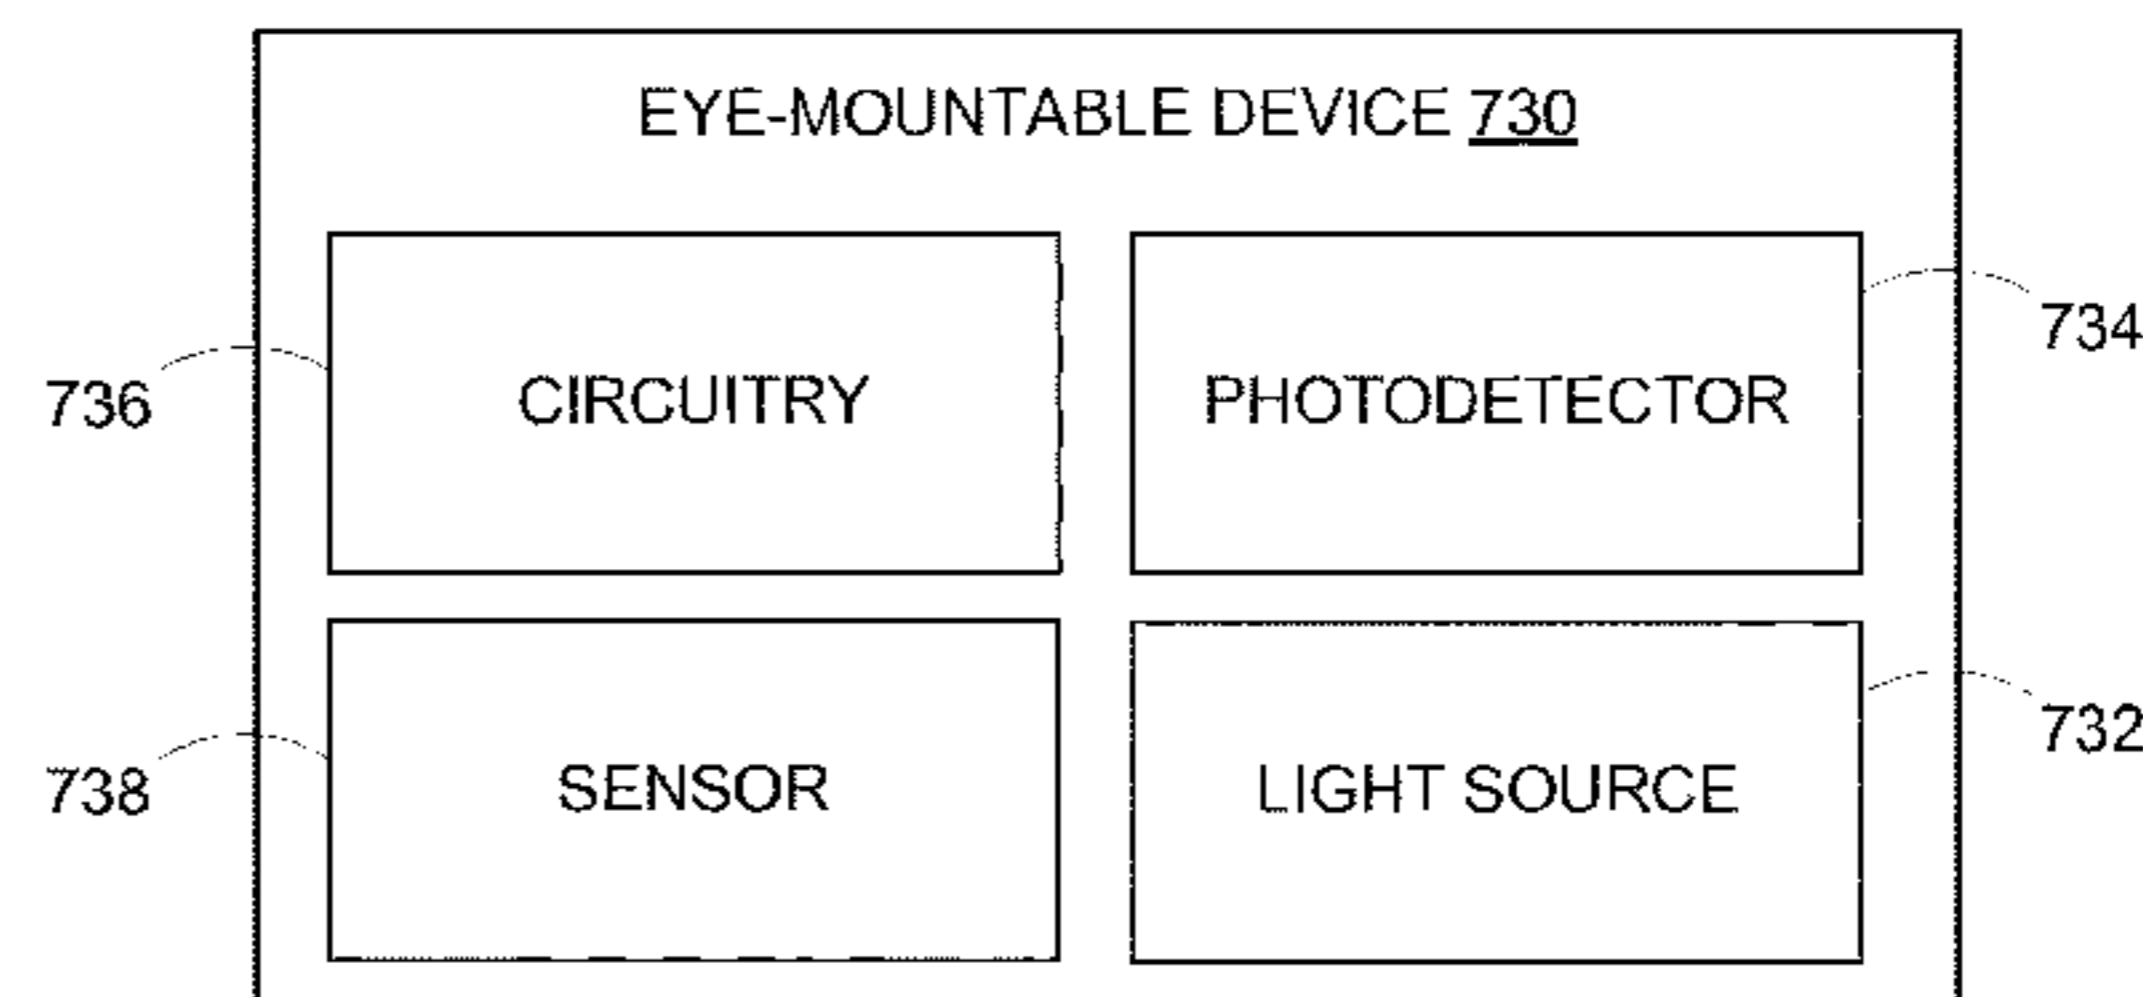 EYE-MOUNTABLE DEVICE 730
734
736
CIRCUITRY
PHOTODETECTOR
732
738
SENSOR
LIGHT SOURCE